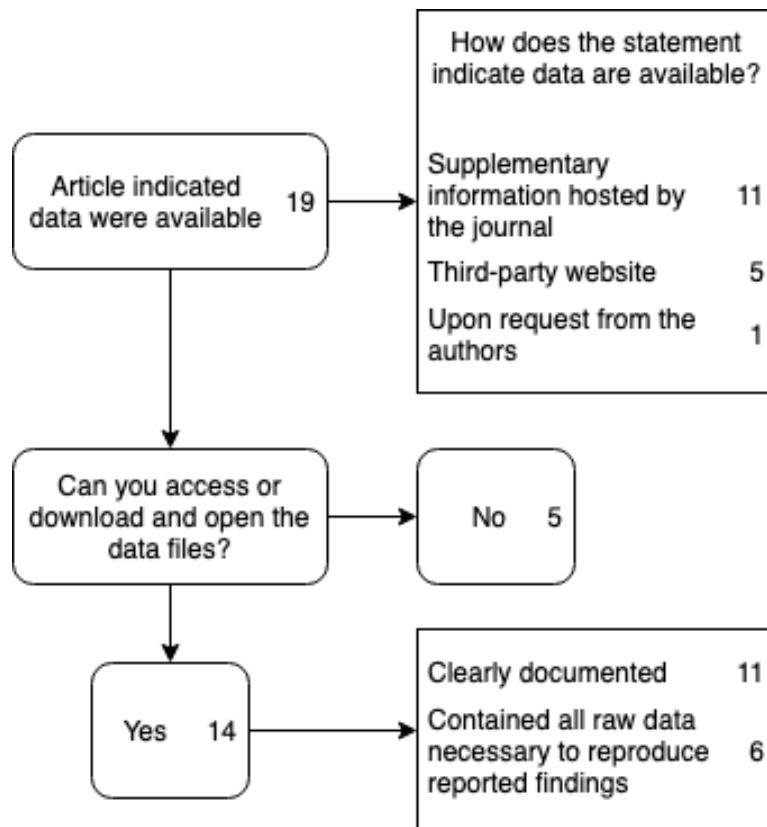 How does the statement
indicate data are available?
Article indicated
data were available 19
Supplementary
information hosted by
the journal 11
Third-party website 5
Upon request from the
authors 1
Can you access or
download and open the
data files?
No 5
Yes 14
Clearly documented 11
Contained all raw data
necessary to reproduce
reported findings 6